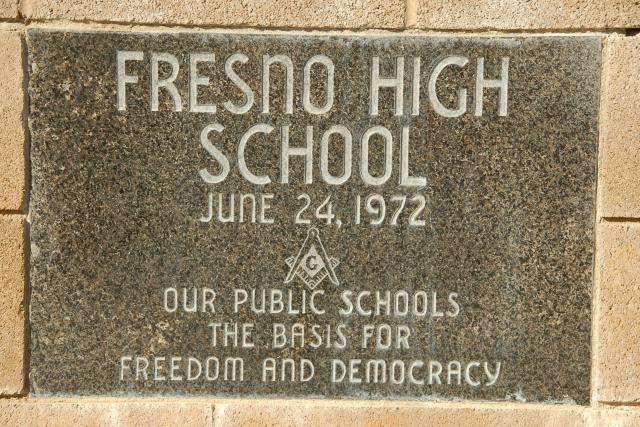 FRESNO HIGH
SCHOOL
JUNE 24, 1972
G
OUR PUBLIC SCHOOLS
THE BASIS FOR
FREEDOM AND DEMOCRACY